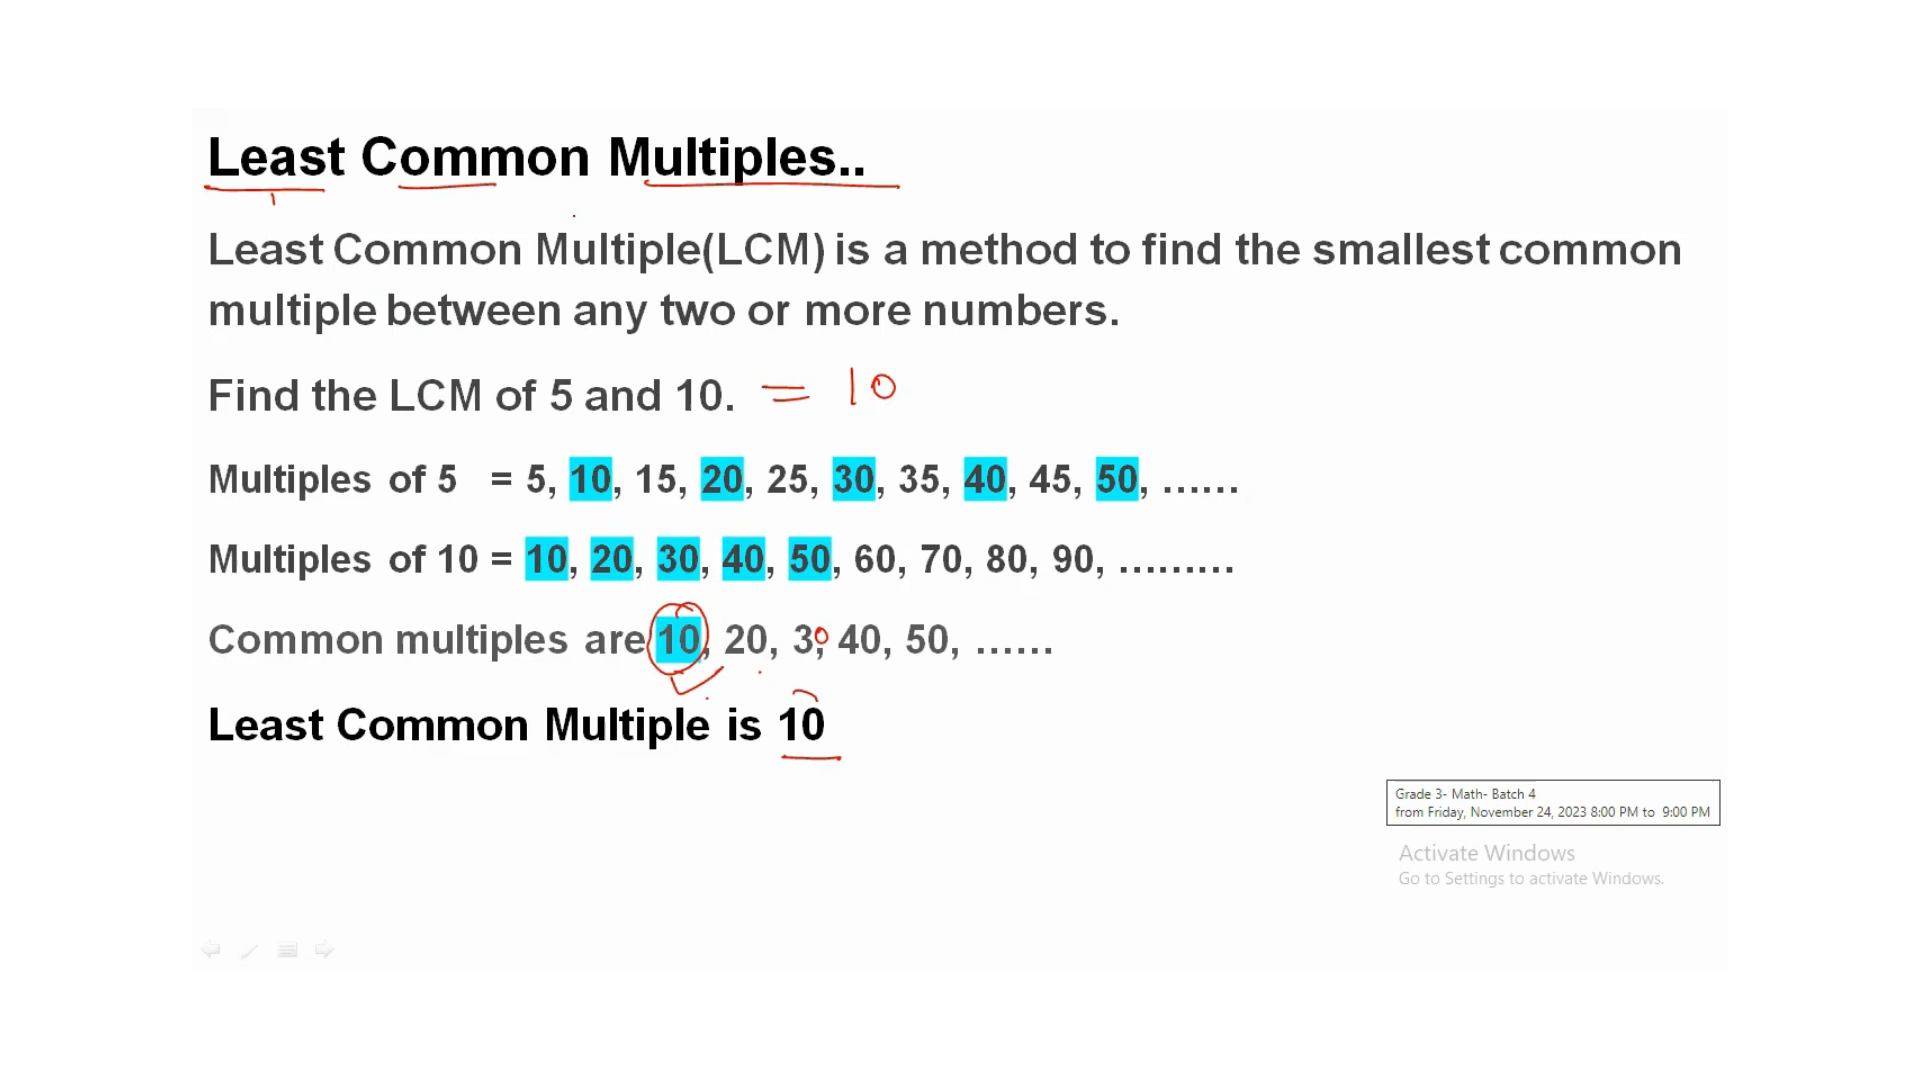 Least Common Multiples..
Least Common Multiple(LCM) is a method to find the smallest common
multiple between any two or more numbers.
Find the LCM of 5 and 10. = 10
Multiples of 5 = 5, 10, 15, 20, 25, 30, 35, 40, 45, 50, ......
Multiples of 10 = 10, 20, 30, 40, 50, 60, 70, 80, 90, .........
Common multiples are 10, 20, 30, 40, 50, ......
Least Common Multiple is 10
Grade 3- Math- Batch 4
from Friday, November 24, 2023 8:00 PM to 9:00 PM
Activate Windows
Go to Settings to activate Windows.